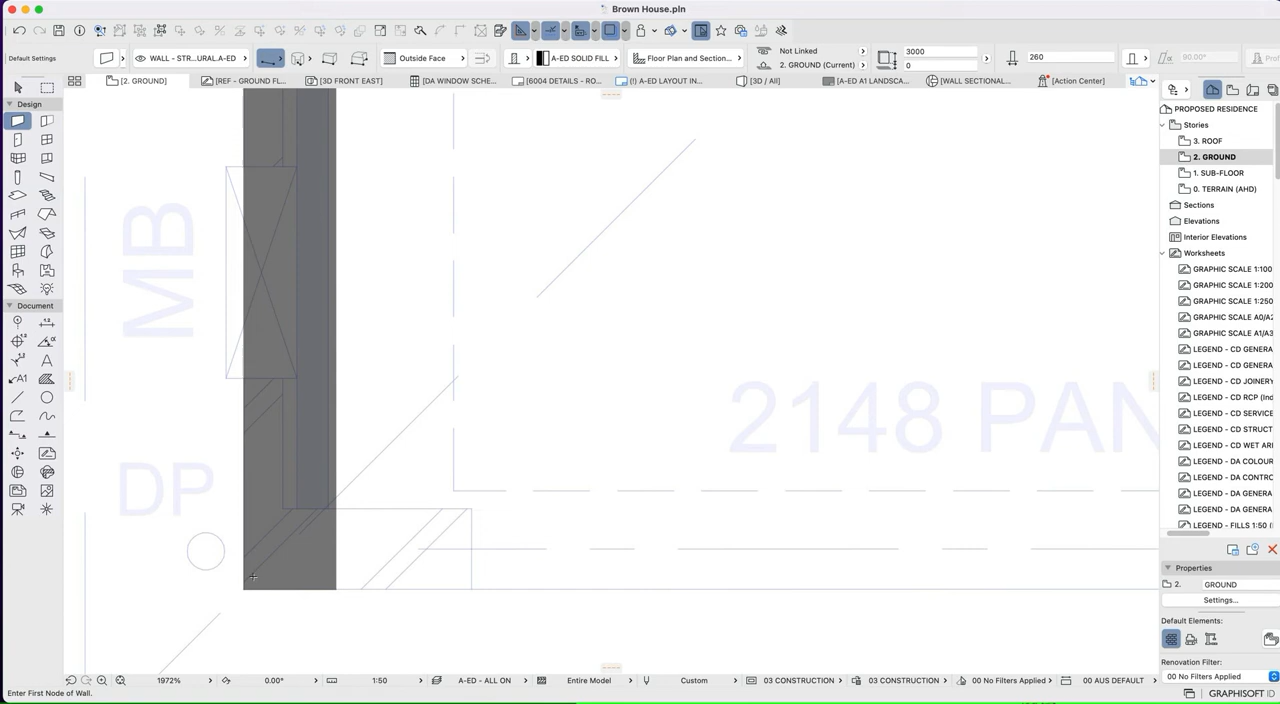 Brown House.pln
Default Settings
WALL - STR...URAL.A-ED
Outside Face
A-ED SOLID FILL
Floor Plan and Section...
Not Linked
2. GROUND (Current)
3000
0
260
90.00°
[2. GROUND]
[REF - GROUND FL...
[3D FRONT EAST]
[DA WINDOW SCHE...
[6004 DETAILS - RO...
(!) A-ED LAYOUT IN...
[3D / All]
[A-ED A1 LANDSCA...
[WALL SECTIONAL...
[Action Center]
Design
Document
A1
MB
DP
2148 PAN
PROPOSED RESIDENCE
Stories
3. ROOF
2. GROUND
1. SUB-FLOOR
0. TERRAIN (AHD)
Sections
Elevations
Interior Elevations
Worksheets
GRAPHIC SCALE 1:100
GRAPHIC SCALE 1:200
GRAPHIC SCALE 1:250
GRAPHIC SCALE A0/A2
GRAPHIC SCALE A1/A3
LEGEND - CD GENERA
LEGEND - CD GENERA
LEGEND - CD JOINERY
LEGEND - CD RCP (Ind
LEGEND - CD SERVICE
LEGEND - CD STRUCT
LEGEND - CD WET AR
LEGEND - DA COLOUR
LEGEND - DA CONTRO
LEGEND - DA GENERA
LEGEND - DA GENERA
LEGEND - FILLS 1:50 (
Properties
2.
GROUND
Settings...
Default Elements:
Renovation Filter:
00 No Filters Applied
1972%
0.00°
1:50
A-ED - ALL ON
Entire Model
Custom
03 CONSTRUCTION
03 CONSTRUCTION
00 No Filters Applied
00 AUS DEFAULT
Enter First Node of Wall.
GRAPHISOFT ID